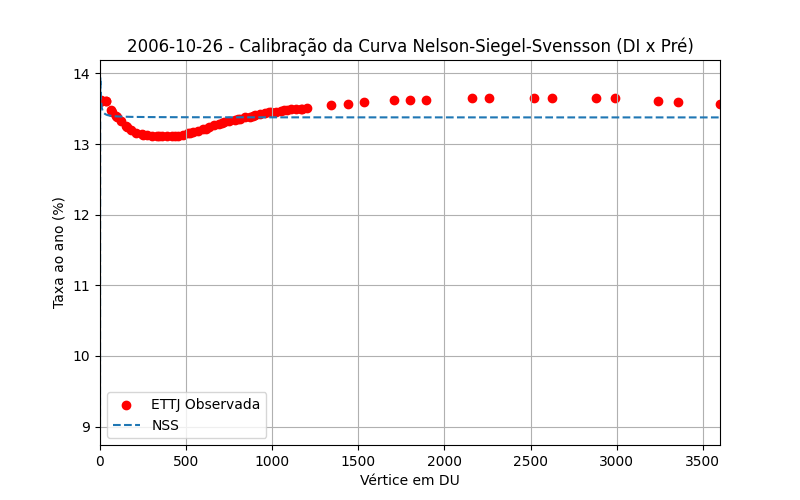 2006-10-26 - Calibração da Curva Nelson-Siegel-Svensson (DI x Pré)
14
13
12
11
10
9
Taxa ao ano (%)
ETTJ Observada
NSS
0 500 1000 1500 2000 2500 3000 3500
Vértice em DU